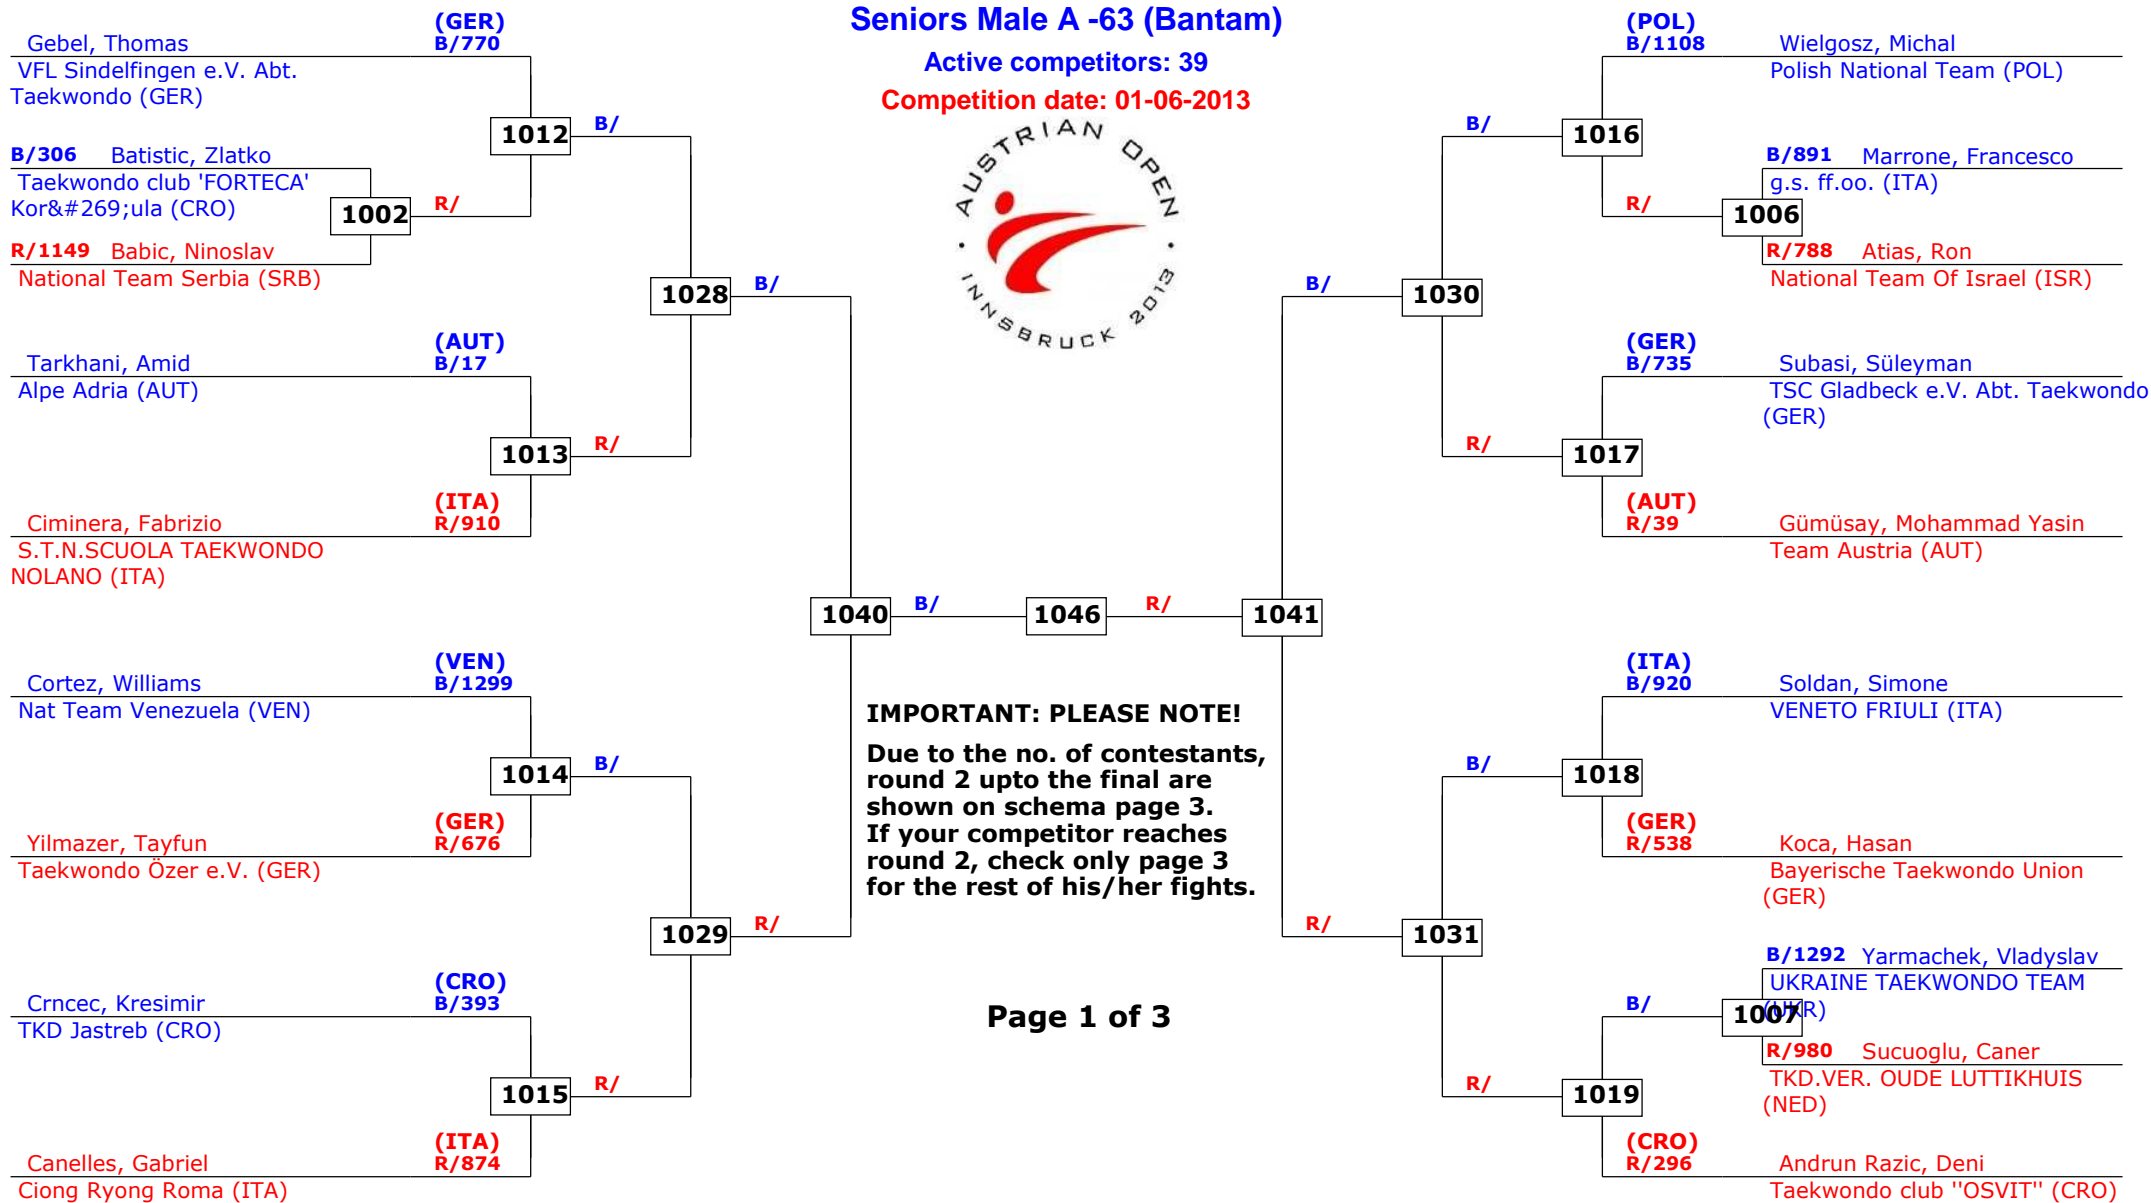 Seniors Male A -63 (Bantam)
Active competitors: 39
Competition date: 01-06-2013
AUSTRIAN OPEN
· INNSBRUCK 2013 ·
(GER)
Gebel, Thomas B/770
VFL Sindelfingen e.V. Abt.
Taekwondo (GER)
1012 B/
B/306 Batistic, Zlatko
Taekwondo club 'FORTECA'
Kor&#269;ula (CRO)
1002 R/
R/1149 Babic, Ninoslav
National Team Serbia (SRB)
1028 B/
(AUT)
Tarkhani, Amid B/17
Alpe Adria (AUT)
1013 R/
(ITA)
Ciminera, Fabrizio R/910
S.T.N.SCUOLA TAEKWONDO
NOLANO (ITA)
1040 B/ 1046 R/ 1041
(VEN)
Cortez, Williams B/1299
Nat Team Venezuela (VEN)
1014 B/
(GER)
Yilmazer, Tayfun R/676
Taekwondo Özer e.V. (GER)
1029 R/
(CRO)
Crncec, Kresimir B/393
TKD Jastreb (CRO)
1015 R/
(ITA)
Canelles, Gabriel R/874
Ciong Ryong Roma (ITA)
IMPORTANT: PLEASE NOTE!
Due to the no. of contestants,
round 2 upto the final are
shown on schema page 3.
If your competitor reaches
round 2, check only page 3
for the rest of his/her fights.
Page 1 of 3
(POL)
B/1108 Wielgosz, Michal
Polish National Team (POL)
B/ 1016
B/891 Marrone, Francesco
g.s. ff.oo. (ITA)
R/ 1006
R/788 Atias, Ron
National Team Of Israel (ISR)
B/ 1030
(GER)
B/735 Subasi, Süleyman
TSC Gladbeck e.V. Abt. Taekwondo
(GER)
R/ 1017
(AUT)
R/39 Gümüsay, Mohammad Yasin
Team Austria (AUT)
(ITA)
B/920 Soldan, Simone
VENETO FRIULI (ITA)
B/ 1018
(GER)
R/538 Koca, Hasan
Bayerische Taekwondo Union
(GER)
R/ 1031
B/1292 Yarmachek, Vladyslav
UKRAINE TAEKWONDO TEAM
(UKR)
B/ 1007
R/980 Sucuoglu, Caner
TKD.VER. OUDE LUTTIKHUIS
(NED)
R/ 1019
(CRO)
R/296 Andrun Razic, Deni
Taekwondo club ''OSVIT'' (CRO)